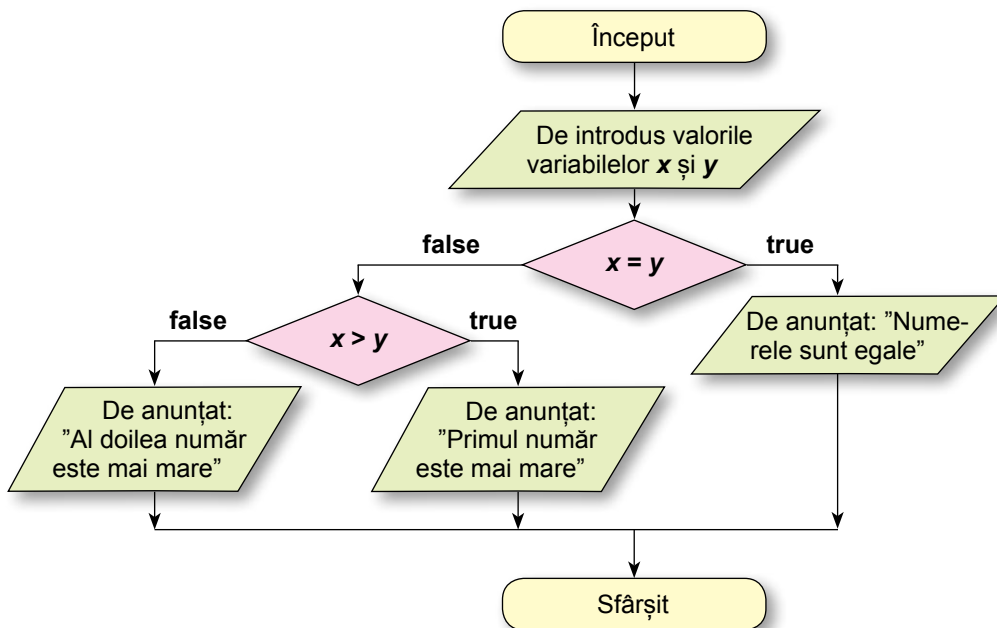 Început
De introdus valorile
variabilelor x și y
false
true
x = y
false
true
x > y
De anunțat: ”Nume-
rele sunt egale”
De anunțat:
”Al doilea număr
este mai mare”
De anunțat:
”Primul număr
este mai mare”
Sfârșit